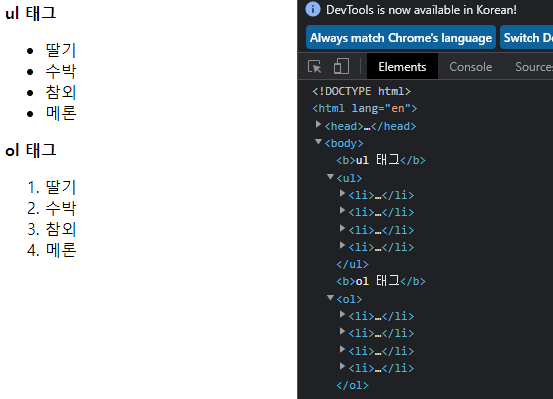 ul 태그
• 딸기
• 수박
• 참외
• 메론
ol 태그
1. 딸기
2. 수박
3. 참외
4. 메론
DevTools is now available in Korean!
Always match Chrome's language Switch De
Elements Console Sources
<!DOCTYPE html>
<html lang="en">
<head>…</head>
<body>
<b>ul 태그</b>
<ul>
<li>…</li>
<li>…</li>
<li>…</li>
<li>…</li>
</ul>
<b>ol 태그</b>
<ol>
<li>…</li>
<li>…</li>
<li>…</li>
<li>…</li>
</ol>